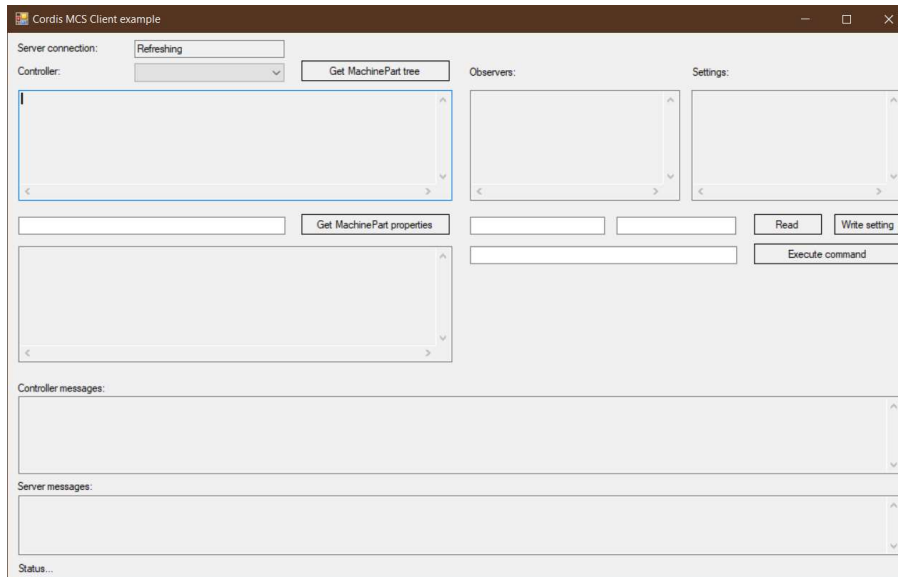 Cordis MCS Client example
Server connection: Refreshing
Controller: Get MachinePart tree Observers: Settings:
Get MachinePart properties Read Write setting
Execute command
Controller messages:
Server messages:
Status...